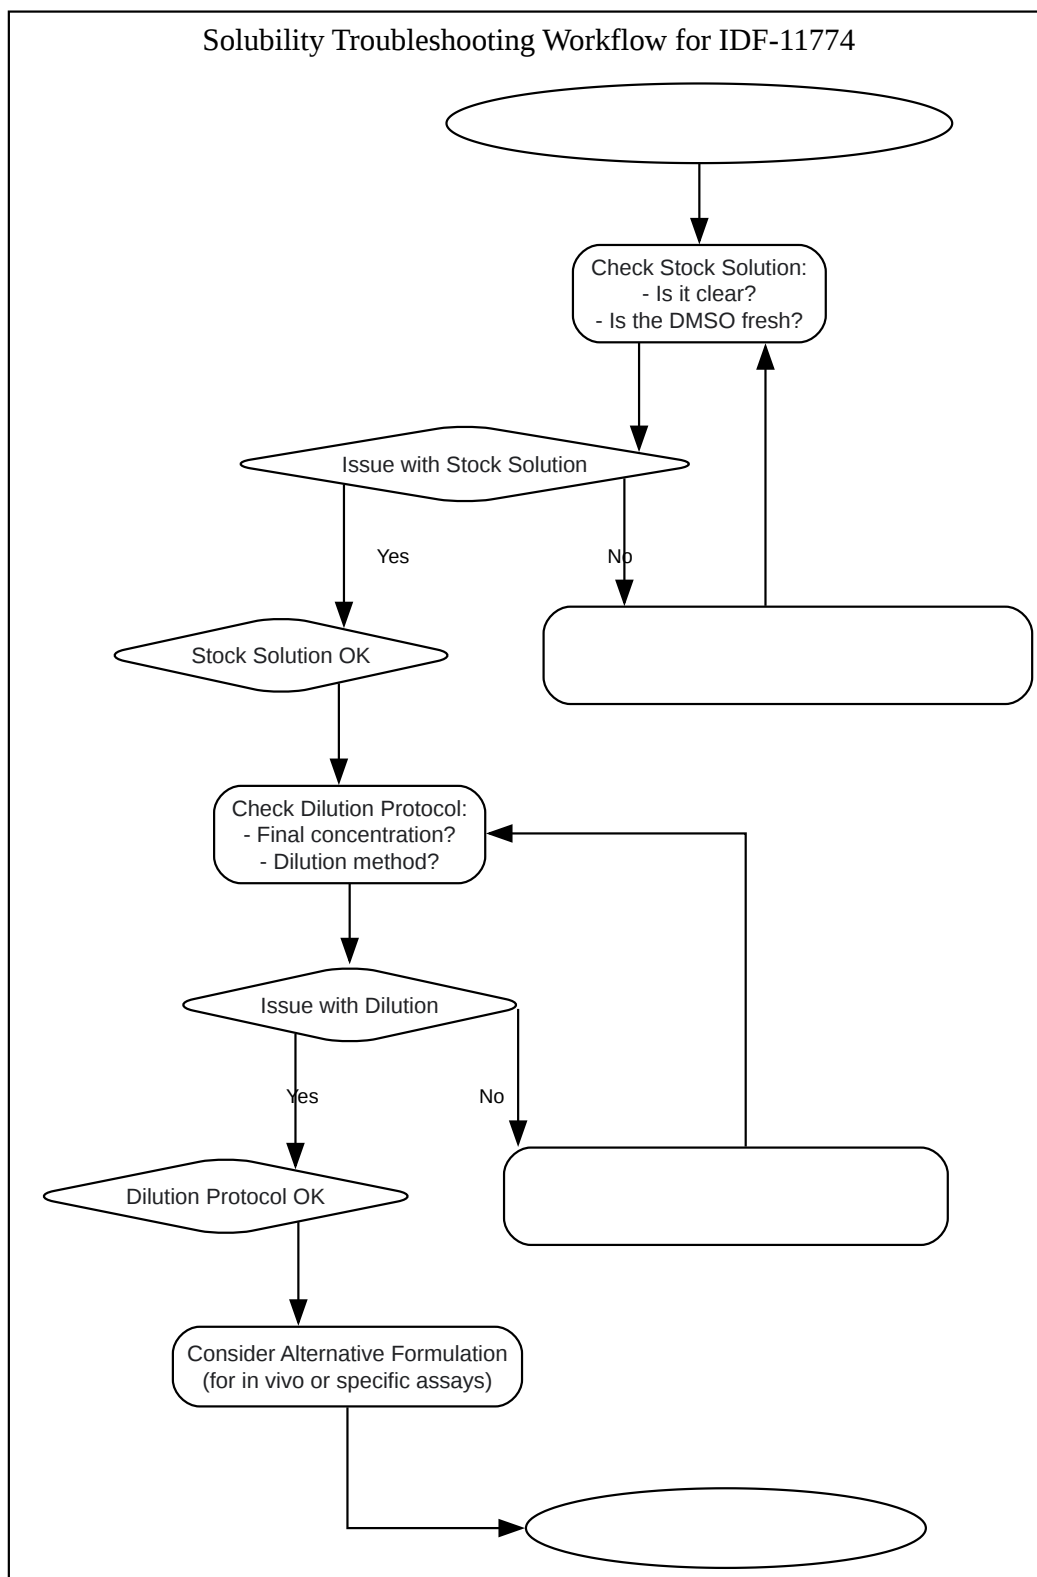 Solubility Troubleshooting Workflow for IDF-11774
Check Stock Solution:
- Is it clear?
- Is the DMSO fresh?
Issue with Stock Solution
Yes
No
Stock Solution OK
Check Dilution Protocol:
- Final concentration?
- Dilution method?
Issue with Dilution
Yes
No
Dilution Protocol OK
Consider Alternative Formulation
(for in vivo or specific assays)